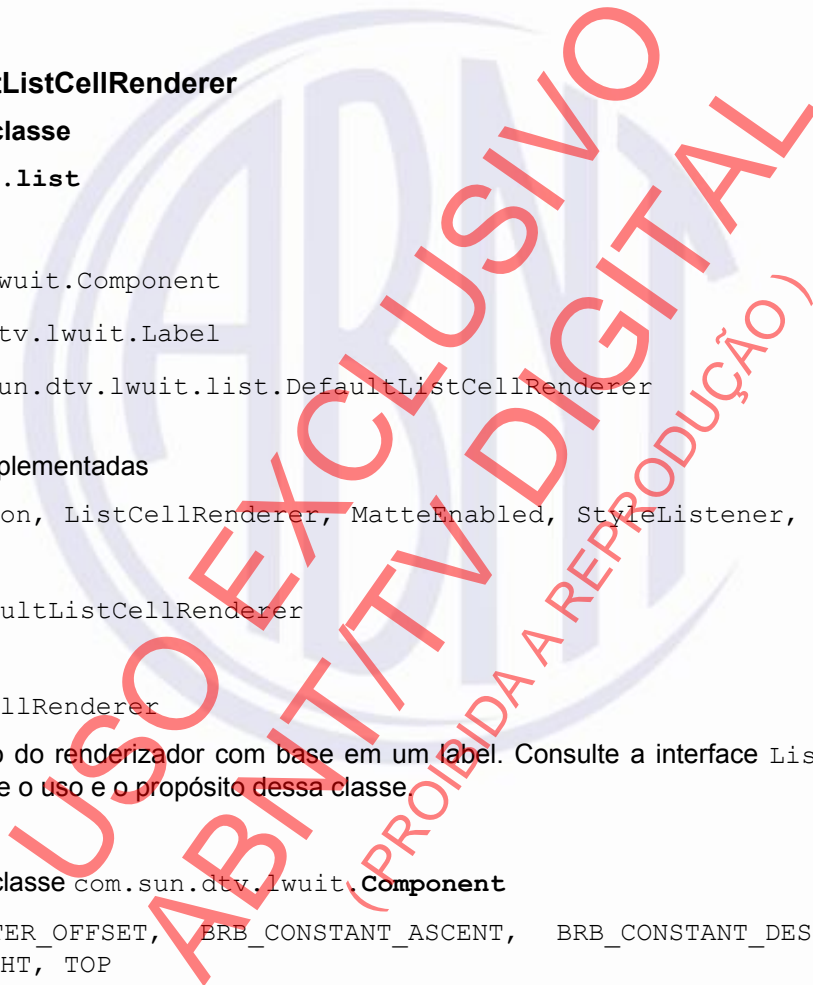 tListCellRenderer
classe
.list
wuit.Component
tv.lwuit.Label
un.dtv.lwuit.list.DefaultListCellRenderer
plementadas
on, ListCellRenderer, MatteEnabled, StyleListener,
ultListCellRenderer
llRenderer
o do renderizador com base em um label. Consulte a interface Lis
e o uso e o propósito dessa classe.
classe com.sun.dtv.lwuit.Component
TER_OFFSET, BRB_CONSTANT_ASCENT, BRB_CONSTANT_DES
HT, TOP
ABNT
USO EXCLUSIVO
ABNT/TV DIGITAL
( PROIBIDA A REPRODUÇÃO )